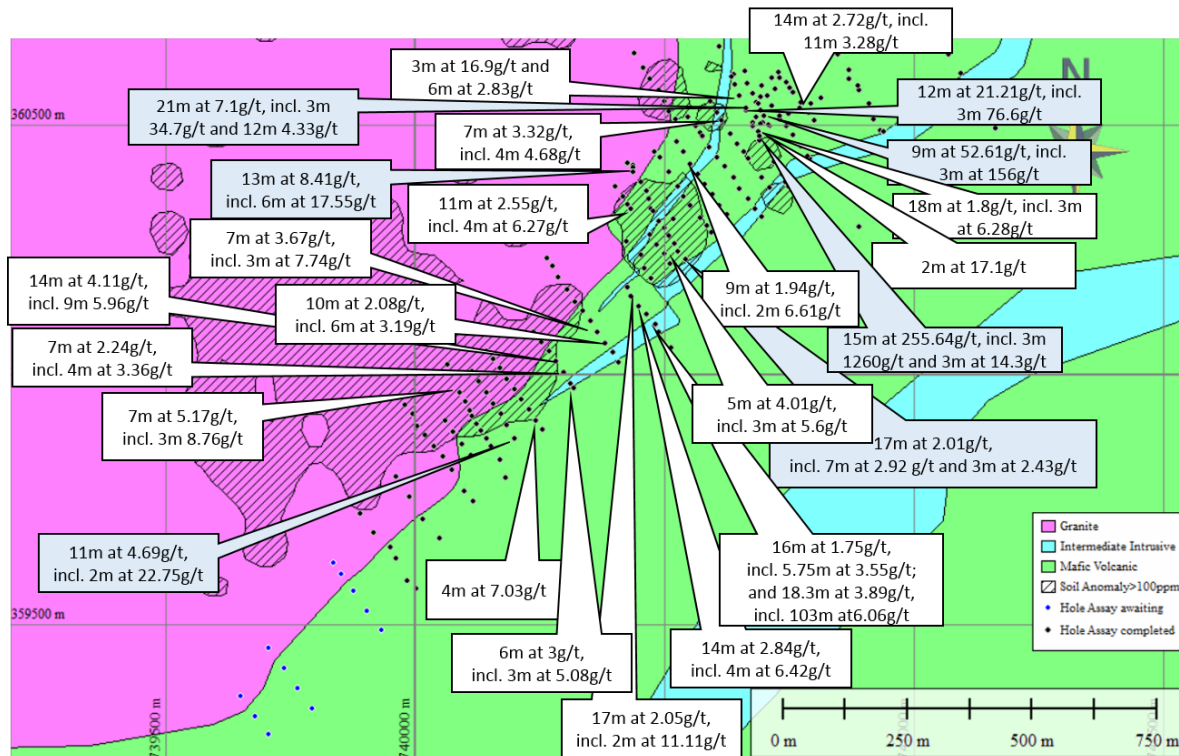 14m at 2.72g/t, incl.
11m 3.28g/t
3m at 16.9g/t and
6m at 2.83g/t
N
21m at 7.1g/t, incl. 3m
34.7g/t and 12m 4.33g/t
12m at 21.21g/t, incl.
3m 76.6g/t
360500 m
7m at 3.32g/t,
incl. 4m 4.68g/t
9m at 52.61g/t, incl.
3m at 156g/t
13m at 8.41g/t,
incl. 6m at 17.55g/t
11m at 2.55g/t,
incl. 4m at 6.27g/t
18m at 1.8g/t, incl. 3m
at 6.28g/t
7m at 3.67g/t,
incl. 3m at 7.74g/t
2m at 17.1g/t
14m at 4.11g/t,
incl. 9m 5.96g/t
10m at 2.08g/t,
incl. 6m at 3.19g/t
9m at 1.94g/t,
incl. 2m 6.61g/t
7m at 2.24g/t,
incl. 4m at 3.36g/t
15m at 255.64g/t, incl. 3m
1260g/t and 3m at 14.3g/t
7m at 5.17g/t,
incl. 3m 8.76g/t
5m at 4.01g/t,
incl. 3m at 5.6g/t
17m at 2.01g/t,
incl. 7m at 2.92 g/t and 3m at 2.43g/t
11m at 4.69g/t,
incl. 2m at 22.75g/t
4m at 7.03g/t
16m at 1.75g/t,
incl. 5.75m at 3.55g/t;
and 18.3m at 3.89g/t,
incl. 103m at6.06g/t
Granite
Intermediate Intrusive
Mafic Volcanic
Soil Anomaly>100ppm
Hole Assay awaiting
Hole Assay completed
359500 m
6m at 3g/t,
incl. 3m at 5.08g/t
14m at 2.84g/t,
incl. 4m at 6.42g/t
17m at 2.05g/t,
incl. 2m at 11.11g/t
739500 m
740000 m
0 m
250 m
500 m
750 m